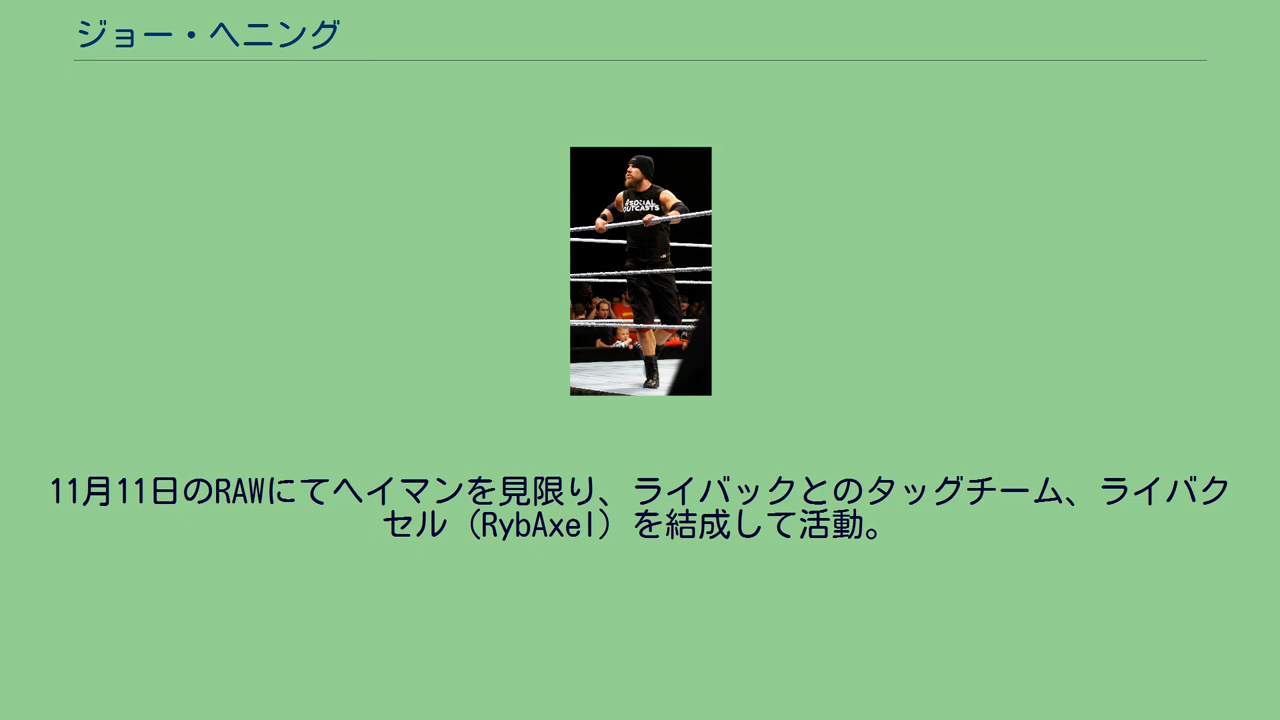 ジョー・ヘニング
#SOCIAL
OUTCASTS
11月11日のRAWにてヘイマンを見限り、ライバックとのタッグチーム、ライバク
セル（RybAxel）を結成して活動。